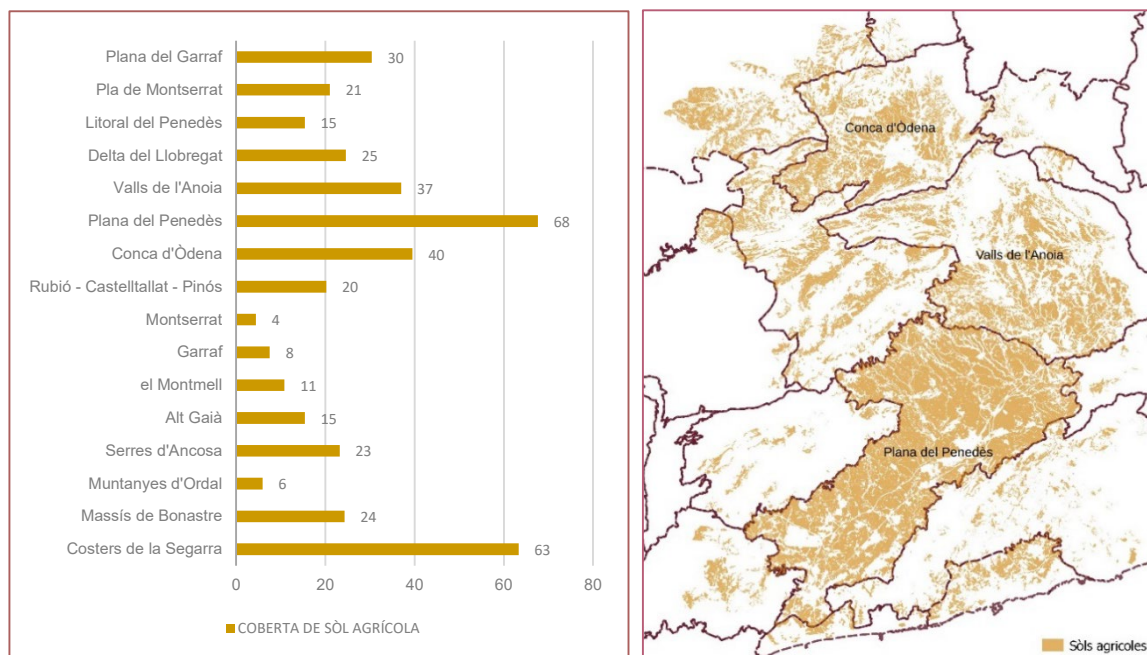 Plana del Garraf 30
Pla de Montserrat 21
Litoral del Penedès 15
Delta del Llobregat 25
Valls de l'Anoia 37
Plana del Penedès 68
Conca d'Òdena 40
Rubió - Castelltallat - Pinós 20
Montserrat 4
Garraf 8
el Montmell 11
Alt Gaià 15
Serres d'Ancosa 23
Muntanyes d'Ordal 6
Massís de Bonastre 24
Costers de la Segarra 63
0 20 40 60 80
COBERTA DE SÒL AGRÍCOLA
Conca d'Òdena
Valls de l'Anoia
Plana del Penedès
Sòls agricoles